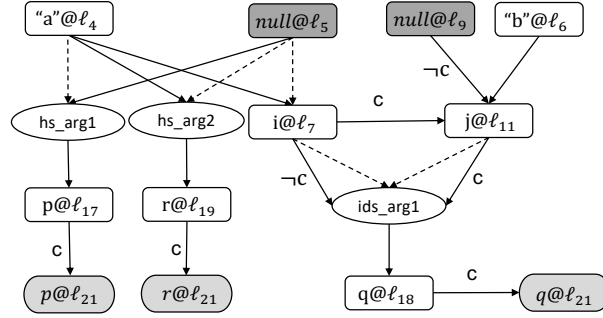 “a”@ℓ₄ null@ℓ₅ null@ℓ₉ “b”@ℓ₆
¬c
hs_arg1 hs_arg2 i@ℓ₇ c j@ℓ₁₁
¬c c
p@ℓ₁₇ r@ℓ₁₉ ids_arg1
c c
p@ℓ₂₁ r@ℓ₂₁ q@ℓ₁₈ c q@ℓ₂₁